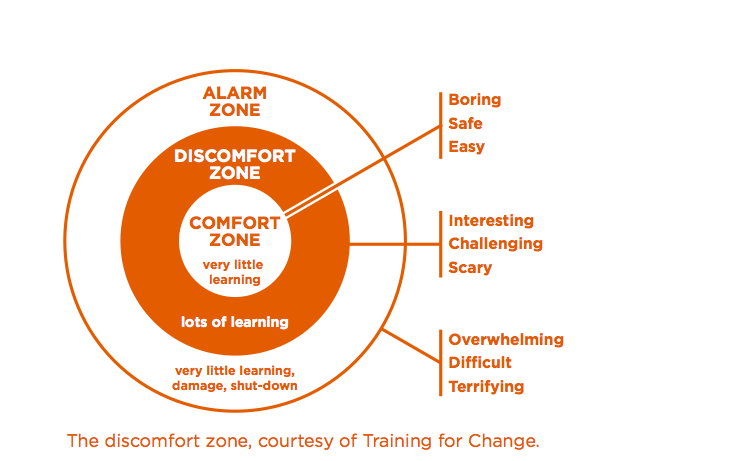 ALARM
ZONE
DISCOMFORT
ZONE
COMFORT
ZONE
very little
learning
lots of learning
very little learning,
damage, shut-down
Boring
Safe
Easy
Interesting
Challenging
Scary
Overwhelming
Difficult
Terrifying
The discomfort zone, courtesy of Training for Change.